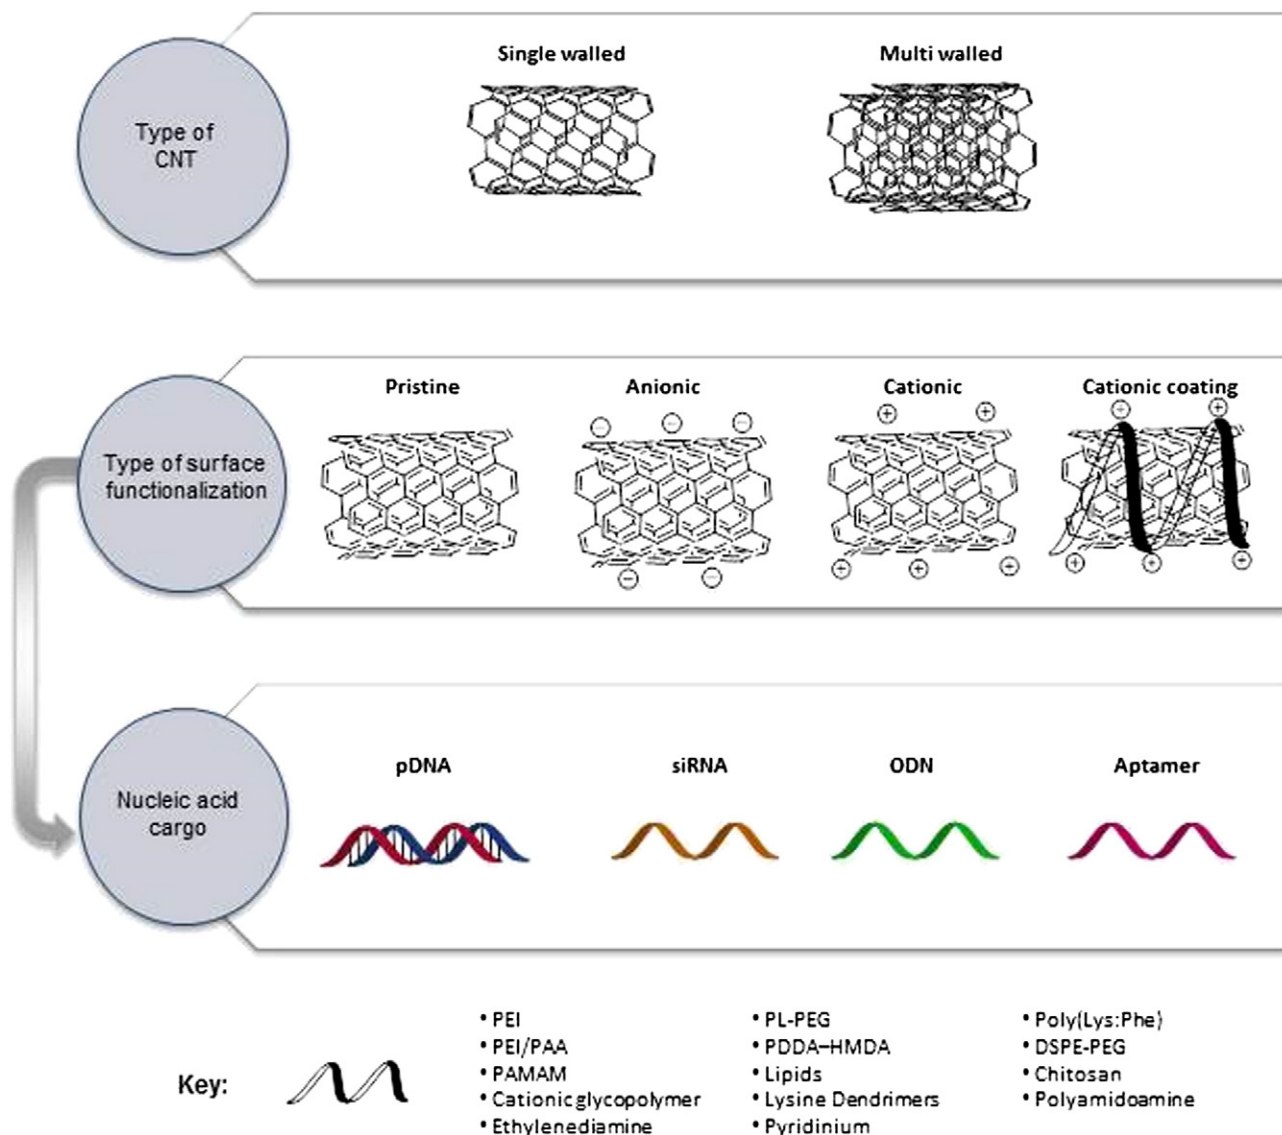 Single walled
Multi walled
Type of
CNT
Pristine
Anionic
Cationic
Cationic coating
Type of surface
functionalization
pDNA
siRNA
ODN
Aptamer
Nucleic acid
cargo
Key:
• PEI
• PEI/PAA
• PAMAM
• Cationic glycopolymer
• Ethylenediamine
• PL-PEG
• PDDA–HMDA
• Lipids
• Lysine Dendrimers
• Pyridinium
• Poly(Lys:Phe)
• DSPE-PEG
• Chitosan
• Polyamidoamine